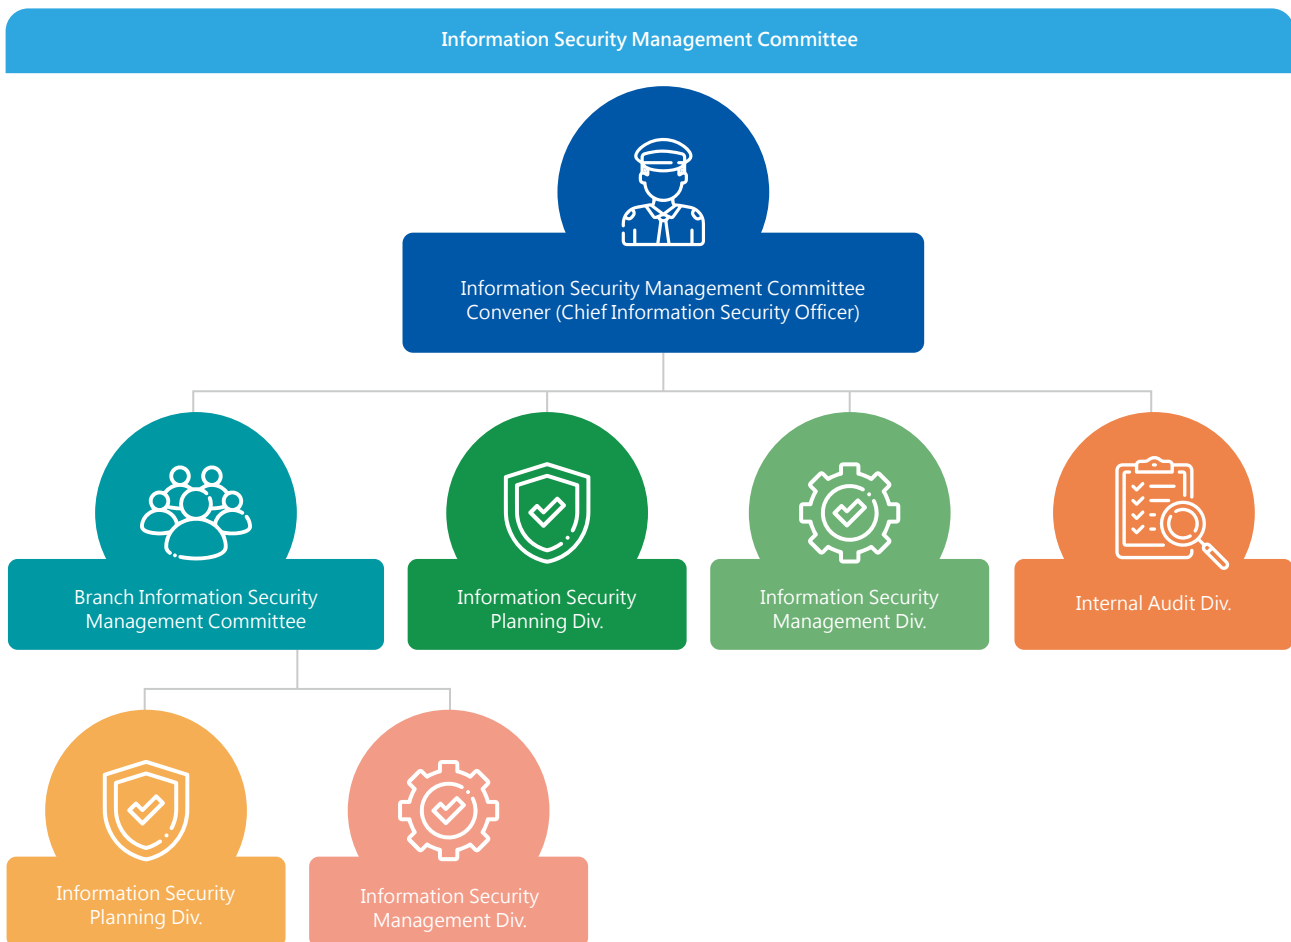 Information Security Management Committee
Information Security Management Committee
Convener (Chief Information Security Officer)
Branch Information Security
Management Committee
Information Security
Planning Div.
Information Security
Management Div.
Internal Audit Div.
Information Security
Planning Div.
Information Security
Management Div.